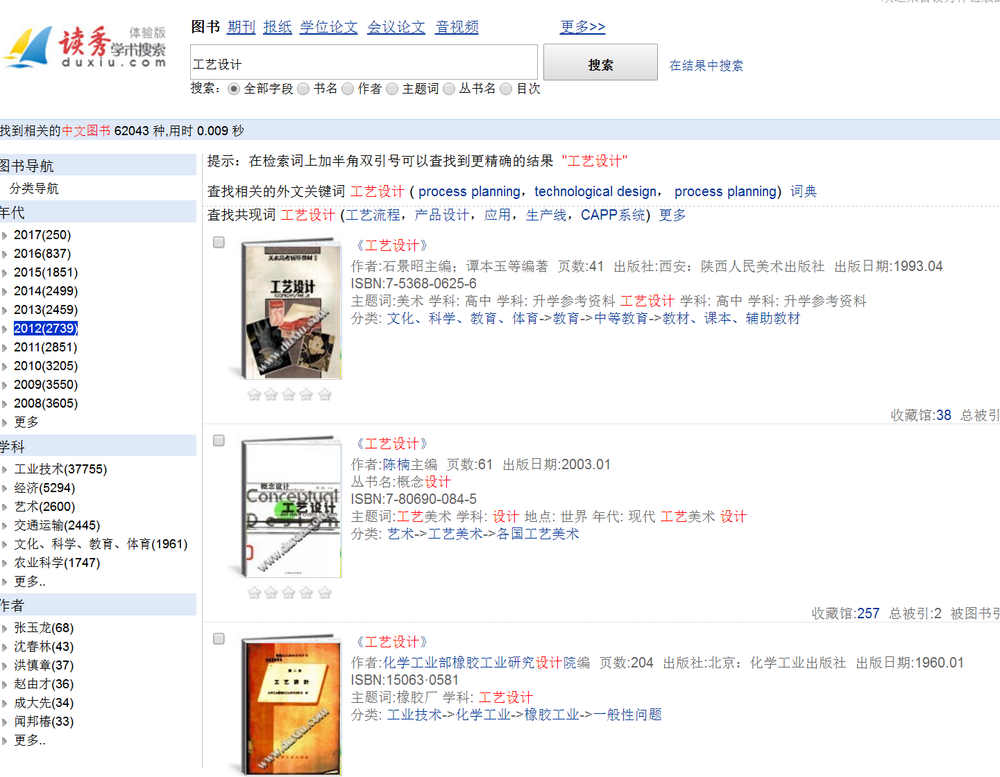 读秀 体验版
学术搜索
duxiu.com
图书 期刊 报纸 学位论文 会议论文 音视频 更多>>
工艺设计 搜索 在结果中搜索
搜索： 全部字段 书名 作者 主题词 丛书名 目次
找到相关的中文图书 62043 种,用时 0.009 秒
图书导航
分类导航
年代
2017(250)
2016(837)
2015(1851)
2014(2499)
2013(2459)
2012(2739)
2011(2851)
2010(3205)
2009(3550)
2008(3605)
更多
学科
工业技术(37755)
经济(5294)
艺术(2600)
交通运输(2445)
文化、科学、教育、体育(1961)
农业科学(1747)
更多..
作者
张玉龙(68)
沈春林(43)
洪慎章(37)
赵由才(36)
成大先(34)
闻邦椿(33)
更多..
提示：在检索词上加半角双引号可以查找到更精确的结果 "工艺设计"
查找相关的外文关键词 工艺设计 ( process planning，technological design， process planning) 词典
查找共现词 工艺设计 (工艺流程，产品设计，应用，生产线，CAPP系统) 更多
美术高考辅导教材
工艺设计
GONGYISHEJI
www.duxiu.com
《工艺设计》
作者:石景昭主编；谭本玉等编著 页数:41 出版社:西安：陕西人民美术出版社 出版日期:1993.04
ISBN:7-5368-0625-6
主题词:美术 学科: 高中 学科: 升学参考资料 工艺设计 学科: 高中 学科: 升学参考资料
分类: 文化、科学、教育、体育->教育->中等教育->教材、课本、辅助教材
收藏馆:38 总被引
概念设计
Conceptual
工艺设计
Design
www.duxiu.com
《工艺设计》
作者:陈楠主编 页数:61 出版日期:2003.01
丛书名:概念设计
ISBN:7-80690-084-5
主题词:工艺美术 学科: 设计 地点: 世界 年代: 现代 工艺美术 设计
分类: 艺术->工艺美术->各国工艺美术
收藏馆:257 总被引:2 被图书引
工艺设计
www.duxiu.com
《工艺设计》
作者:化学工业部橡胶工业研究设计院编 页数:204 出版社:北京：化学工业出版社 出版日期:1960.01
ISBN:15063·0581
主题词:橡胶厂 学科: 工艺设计
分类: 工业技术->化学工业->橡胶工业->一般性问题